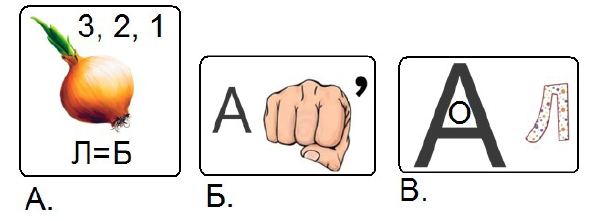 3, 2, 1
Л=Б
А ,
А О Л
А. Б. В.